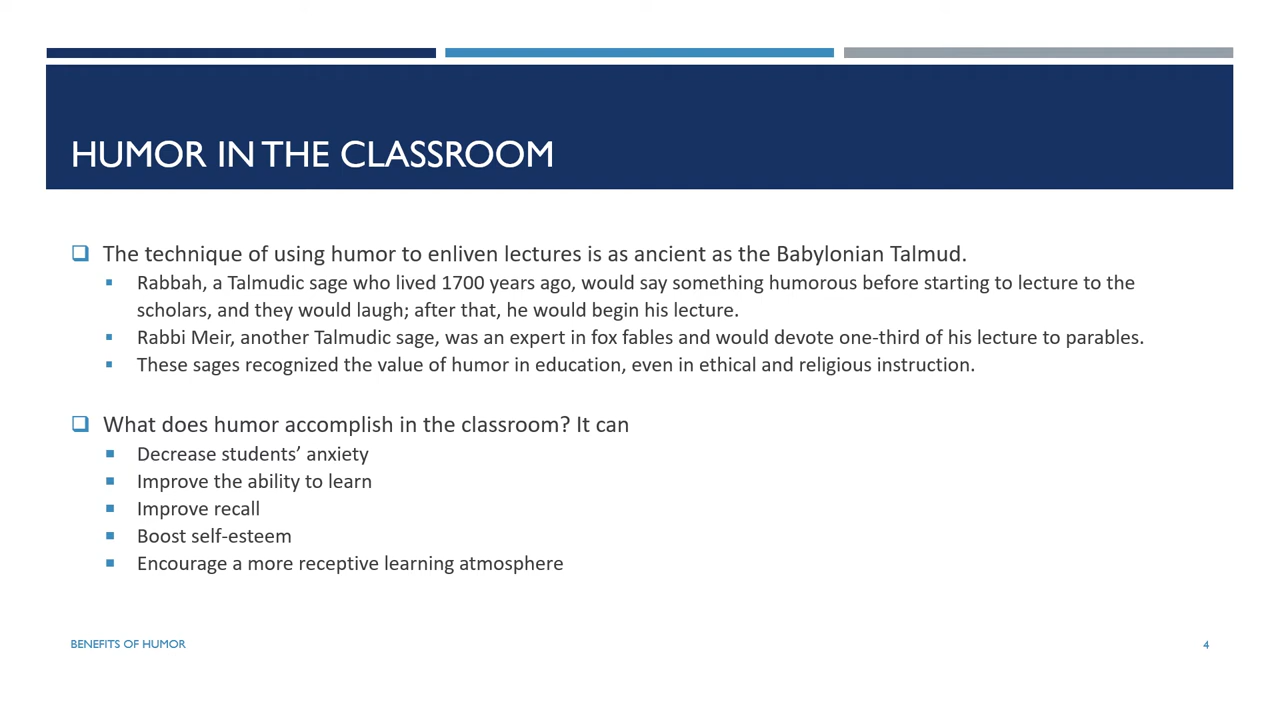 HUMOR IN THE CLASSROOM
The technique of using humor to enliven lectures is as ancient as the Babylonian Talmud.
Rabbah, a Talmudic sage who lived 1700 years ago, would say something humorous before starting to lecture to the
scholars, and they would laugh; after that, he would begin his lecture.
Rabbi Meir, another Talmudic sage, was an expert in fox fables and would devote one-third of his lecture to parables.
These sages recognized the value of humor in education, even in ethical and religious instruction.
What does humor accomplish in the classroom? It can
Decrease students’ anxiety
Improve the ability to learn
Improve recall
Boost self-esteem
Encourage a more receptive learning atmosphere
BENEFITS OF HUMOR
4